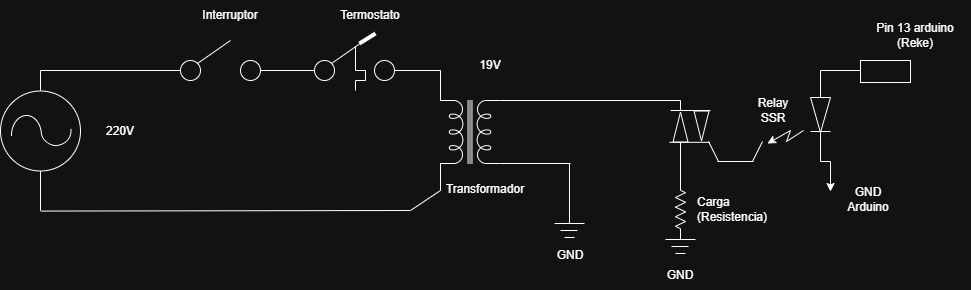 Interruptor
Termostato
Pin 13 arduino
(Reke)
19V
220V
Relay
SSR
Transformador
Carga
(Resistencia)
GND
Arduino
GND
GND